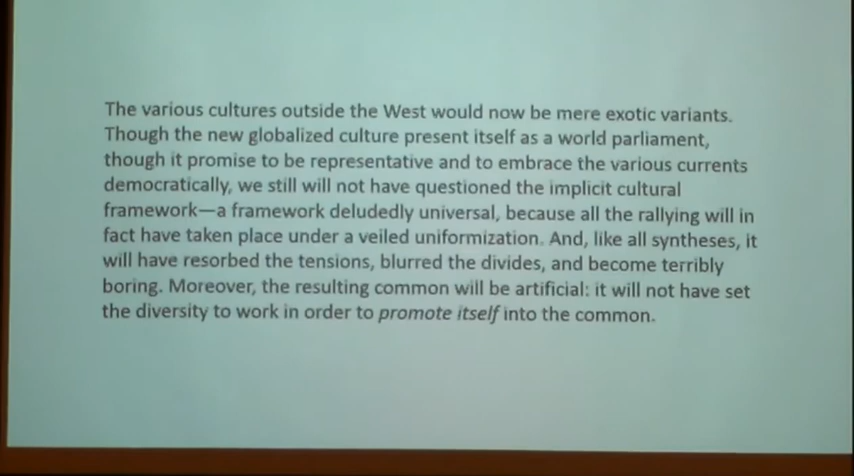 The various cultures outside the West would now be mere exotic variants.
Though the new globalized culture present itself as a world parliament,
though it promise to be representative and to embrace the various currents
democratically, we still will not have questioned the implicit cultural
framework—a framework deludedly universal, because all the rallying will in
fact have taken place under a veiled uniformization. And, like all syntheses, it
will have resorbed the tensions, blurred the divides, and become terribly
boring. Moreover, the resulting common will be artificial: it will not have set
the diversity to work in order to promote itself into the common.